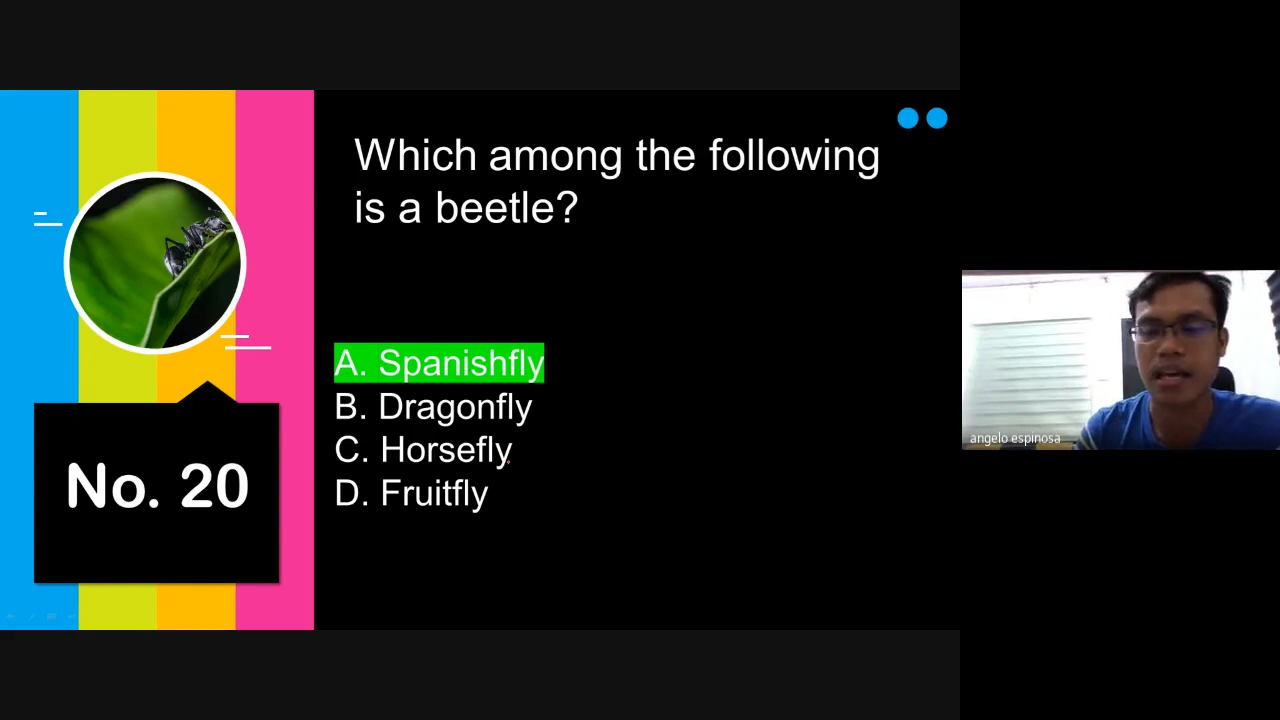 Which among the following
is a beetle?
A. Spanishfly
B. Dragonfly
C. Horsefly
D. Fruitfly
No. 20
angelo espinosa